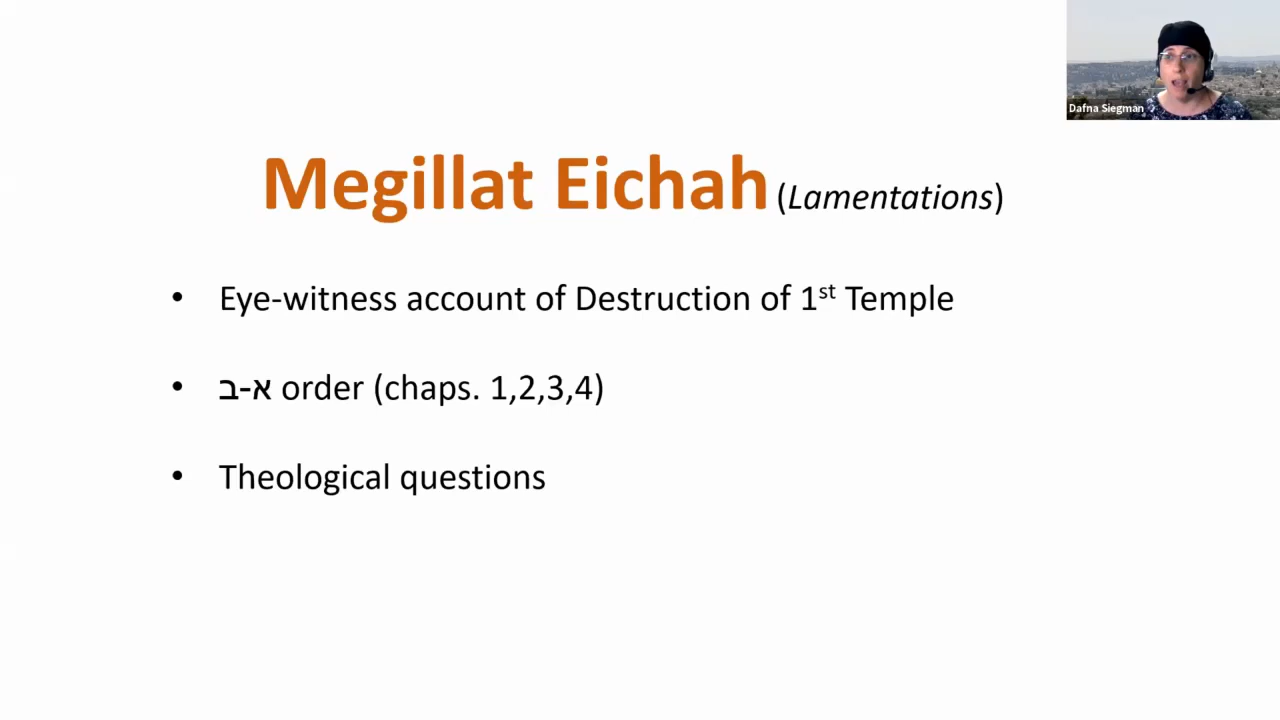 Dafna Siegman
Megillat Eichah (Lamentations)
• Eye-witness account of Destruction of 1st Temple
• א-ב order (chaps. 1,2,3,4)
• Theological questions